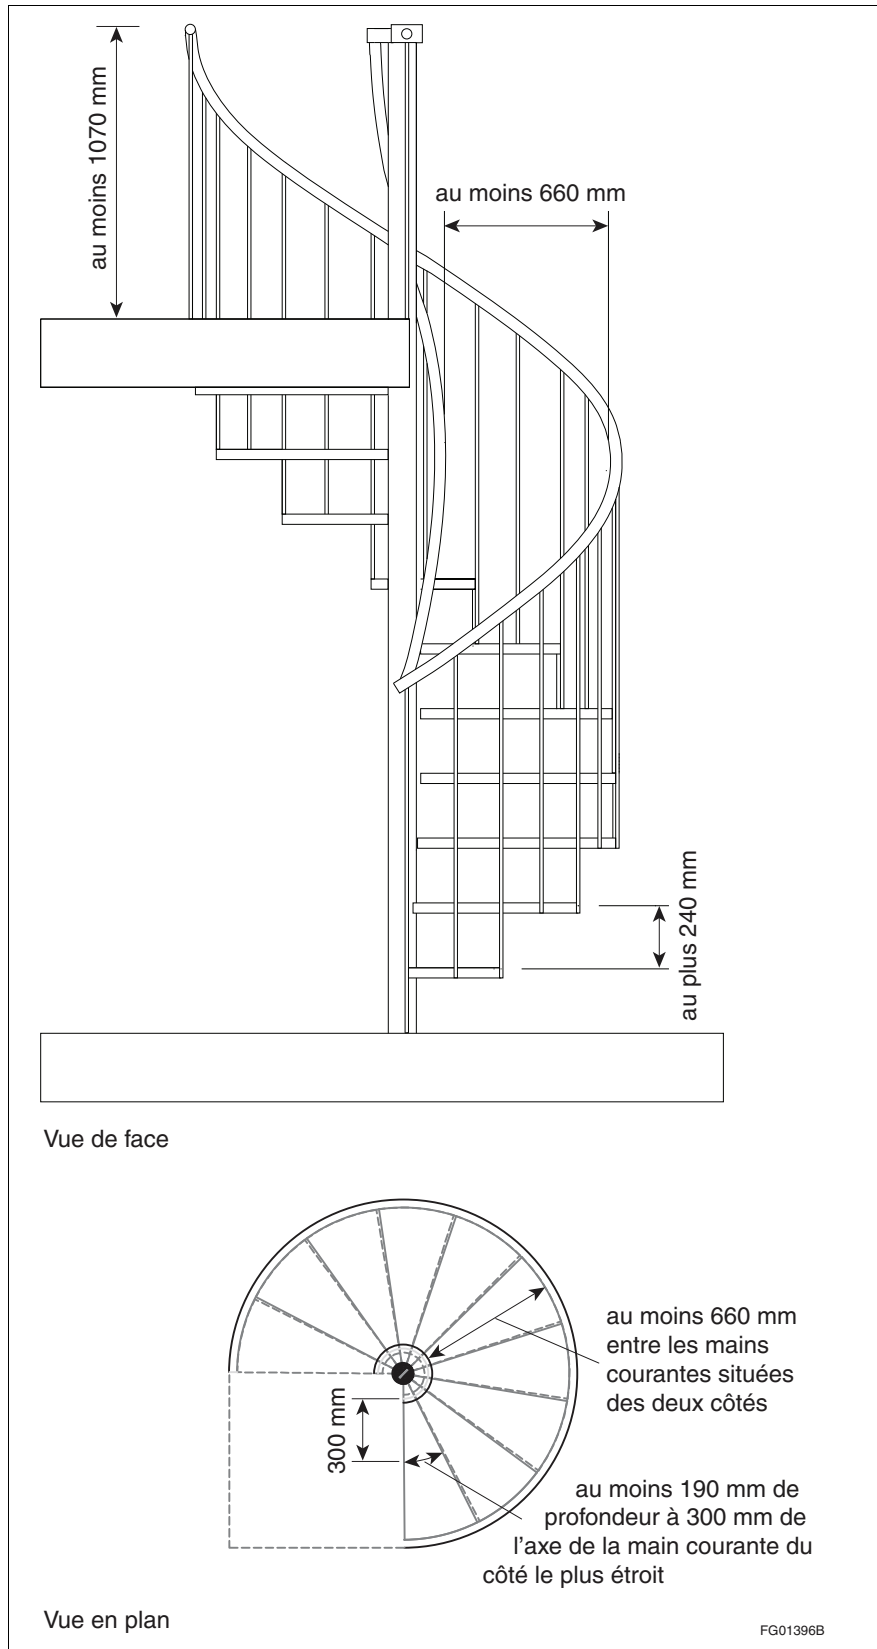 au moins 1070 mm
au moins 660 mm
au plus 240 mm
Vue de face
au moins 660 mm
entre les mains
courantes situées
des deux côtés
300 mm
au moins 190 mm de
profondeur à 300 mm de
l'axe de la main courante du
côté le plus étroit
Vue en plan
FG01396B